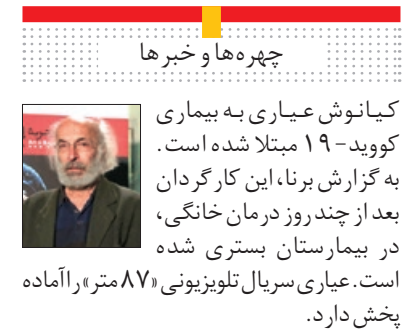 چهره‌ها و خبرها
کیانوش عیاری به بیماری
کووید-۱۹ مبتلا شده است.
به گزارش برنا، این کارگردان
بعد از چند روز درمان خانگی،
در بیمارستان بستری شده
است. عیاری سریال تلویزیونی «۸۷ متر» را آماده
پخش دارد.